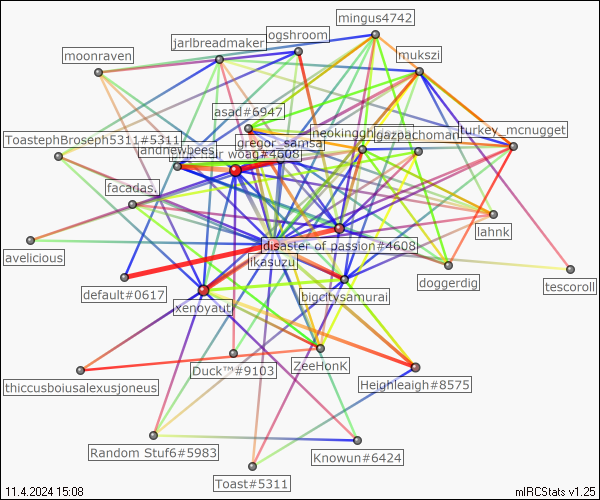 mingus4742
ogshroom
jarlbreadmaker
moonraven
mukszi
asad#6947
turkey_mcnugget
gazpachoman
ToastephBroseph5311#5311
gregor_samsa
landnewbees
woag#4608
facadas.
lahnk
disaster of passion#4608
avelicious
ikasuzu
doggerdig
tescoroll
default#0617
bigcitysamurai
xenoyaut
ZeeHonK
Duck™#9103
thiccusboiusalexusjoneus
Heighleaigh#8575
Random Stuf6#5983
Knowun#6424
Toast#5311
11.4.2024 15:08
mIRCStats v1.25